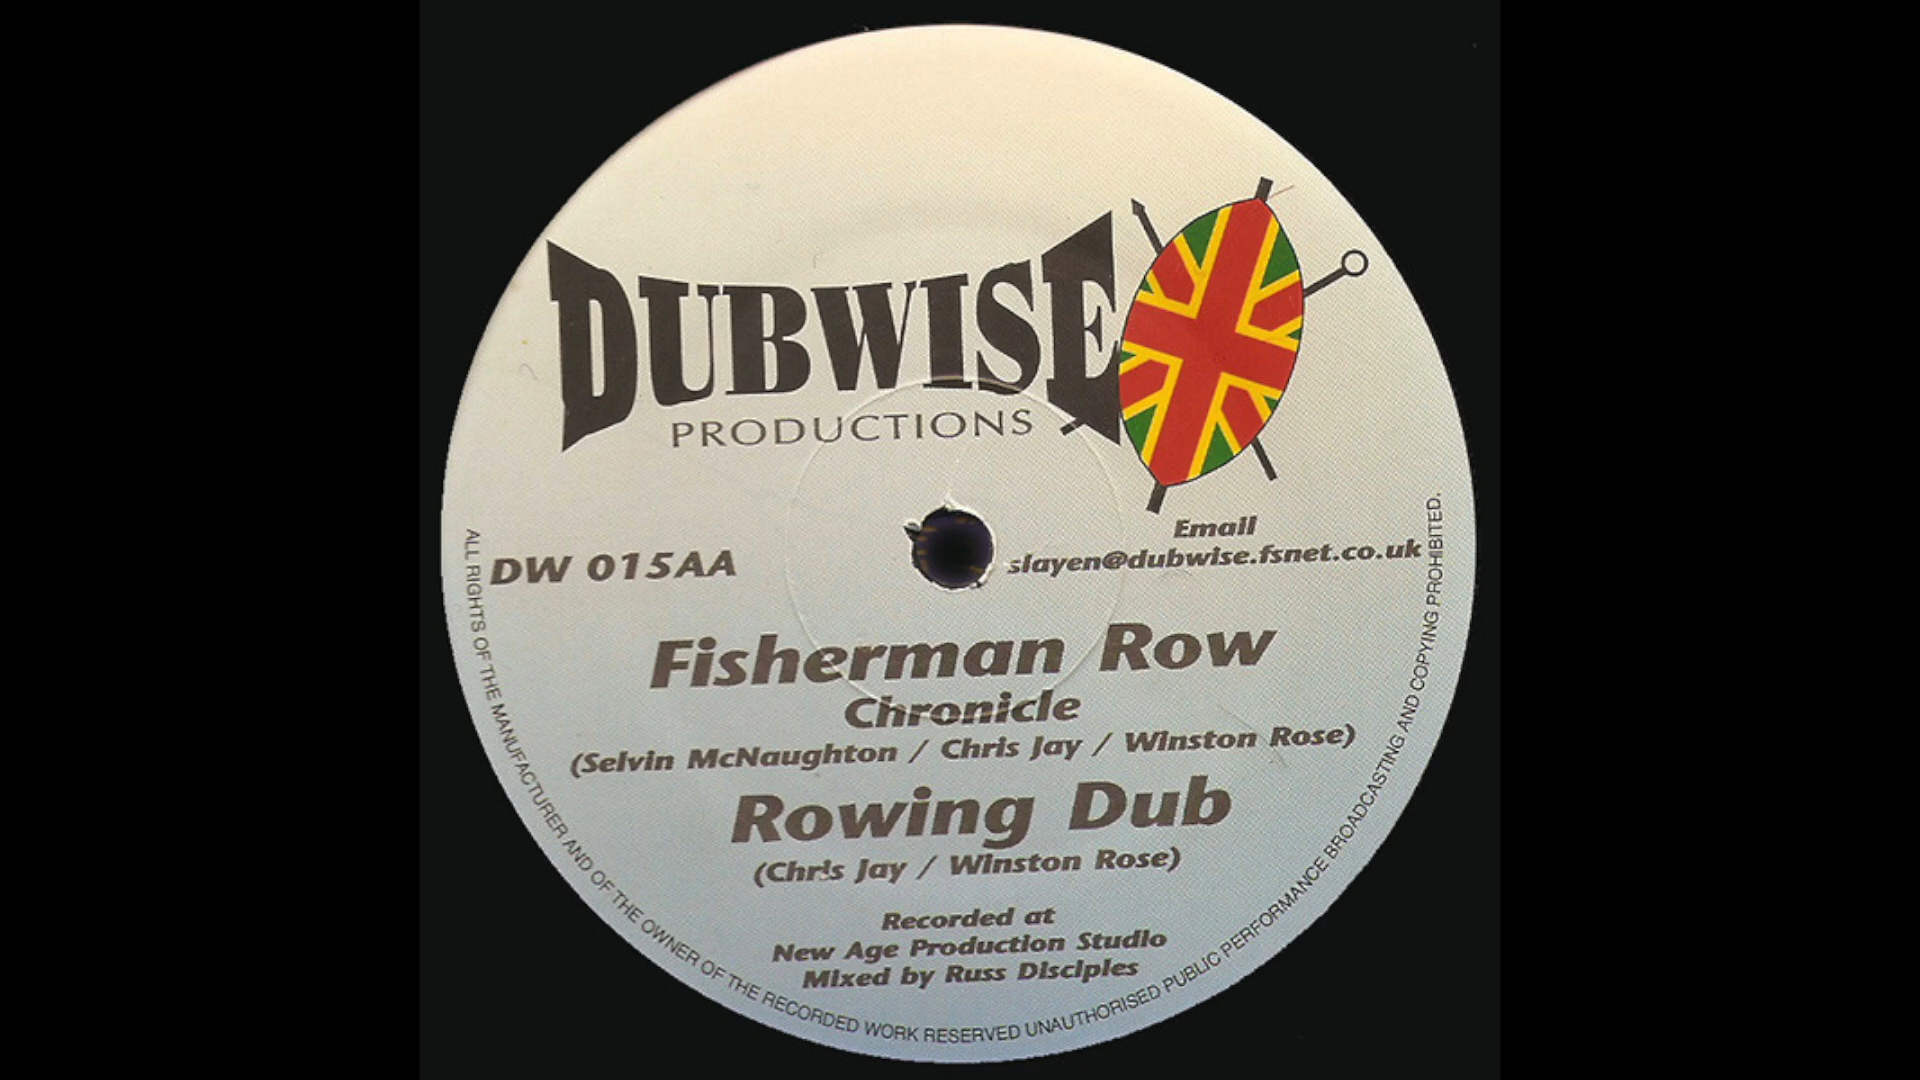 DUBWISE
PRODUCTIONS
Email
slayen@dubwise.fsnet.co.uk
DW 015AA
Fisherman Row
Chronicle
(Selvin McNaughton / Chris Jay / Winston Rose)
Rowing Dub
(Chris Jay / Winston Rose)
Recorded at
New Age Production Studio
Mixed by Russ Disciples
ALL RIGHTS OF THE MANUFACTURER AND OF THE OWNER OF THE RECORDED WORK RESERVED UNAUTHORISED PUBLIC PERFORMANCE BROADCASTING AND COPYING PROHIBITED.